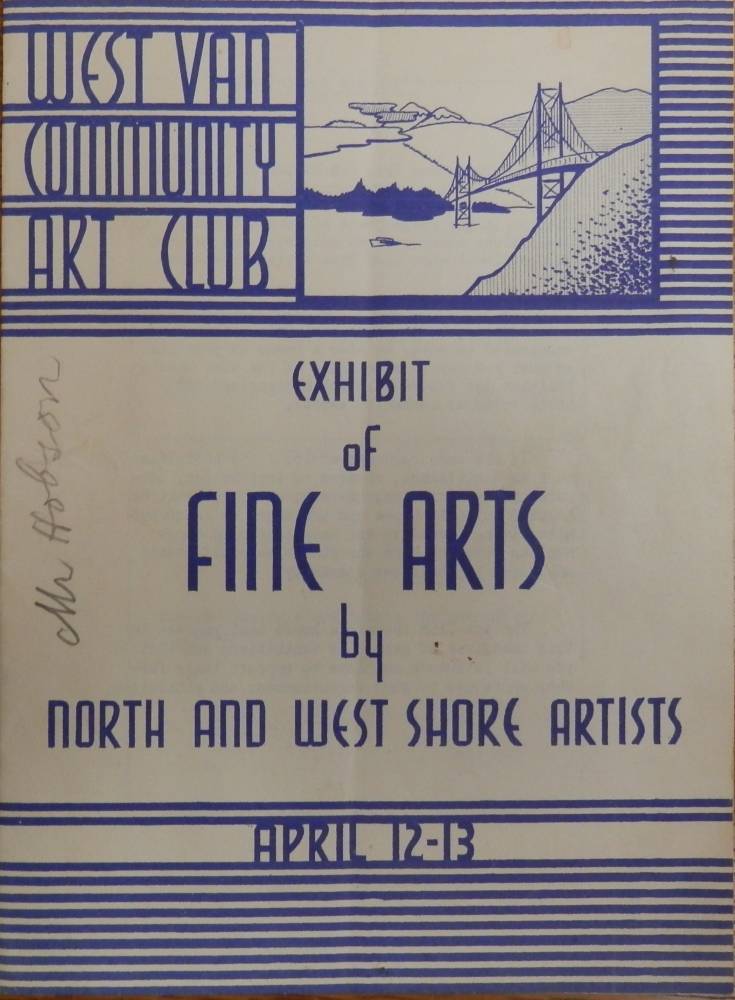 WEST VAN
COMMUNITY
ART CLUB
EXHIBIT
of
FINE ARTS
by
NORTH AND WEST SHORE ARTISTS
APRIL 12-13
Mr Hobson